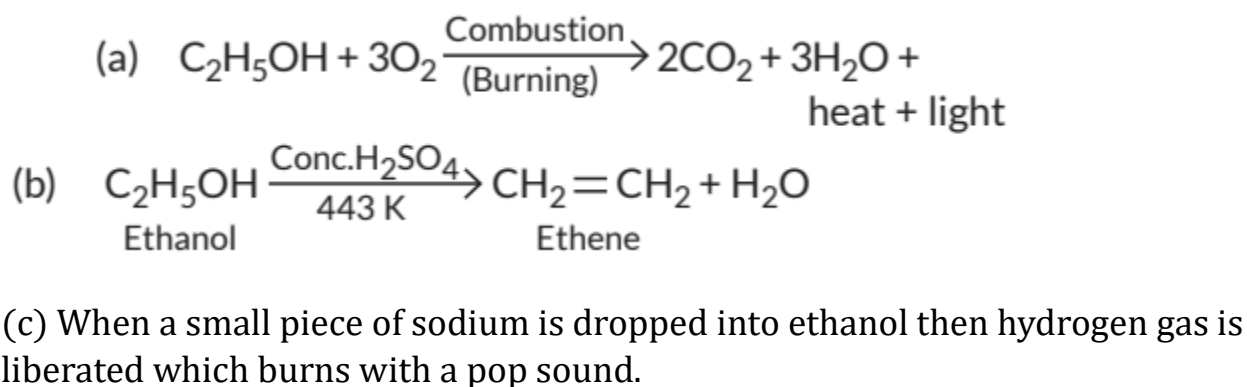 (a) C₂H₅OH + 3O₂ Combustion (Burning) → 2CO₂ + 3H₂O +
heat + light
(b) C₂H₅OH Conc.H₂SO₄ 443 K → CH₂=CH₂ + H₂O
Ethanol Ethene
(c) When a small piece of sodium is dropped into ethanol then hydrogen gas is
liberated which burns with a pop sound.